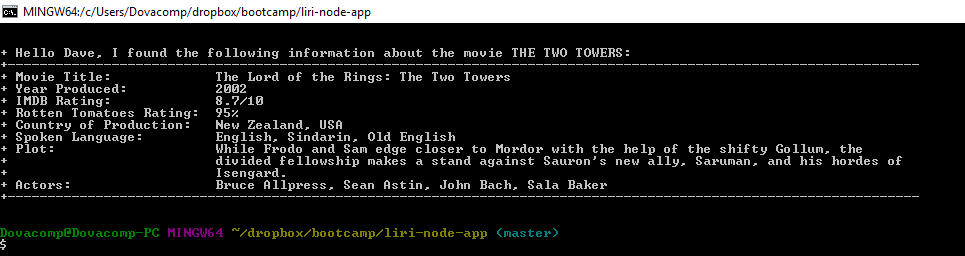 MINGW64:/c/Users/Dovacomp/dropbox/bootcamp/liri-node-app
+ Hello Dave, I found the following information about the movie THE TWO TOWERS:
+---------------------------------------------------------------------------------------------------------------
+ Movie Title:             The Lord of the Rings: The Two Towers
+ Year Produced:           2002
+ IMDB Rating:             8.7/10
+ Rotten Tomatoes Rating:  95%
+ Country of Production:   New Zealand, USA
+ Spoken Language:         English, Sindarin, Old English
+ Plot:                    While Frodo and Sam edge closer to Mordor with the help of the shifty Gollum, the
+                          divided fellowship makes a stand against Sauron's new ally, Saruman, and his hordes of
+                          Isengard.
+ Actors:                  Bruce Allpress, Sean Astin, John Bach, Sala Baker
+---------------------------------------------------------------------------------------------------------------
Dovacomp@Dovacomp-PC MINGW64 ~/dropbox/bootcamp/liri-node-app (master)
$